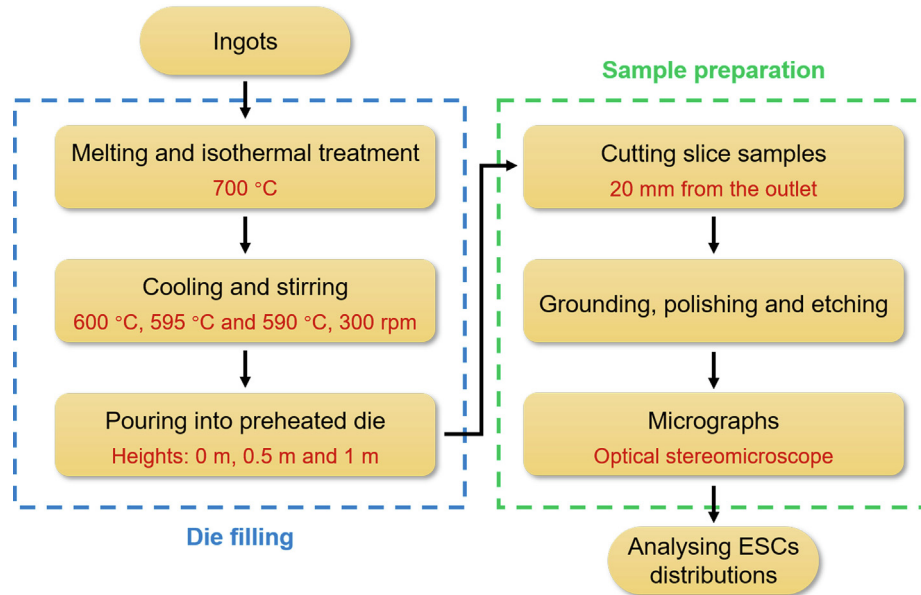 Ingots
Melting and isothermal treatment
700 °C
Cooling and stirring
600 °C, 595 °C and 590 °C, 300 rpm
Pouring into preheated die
Heights: 0 m, 0.5 m and 1 m
Die filling
Sample preparation
Cutting slice samples
20 mm from the outlet
Grounding, polishing and etching
Micrographs
Optical stereomicroscope
Analysing ESCs
distributions